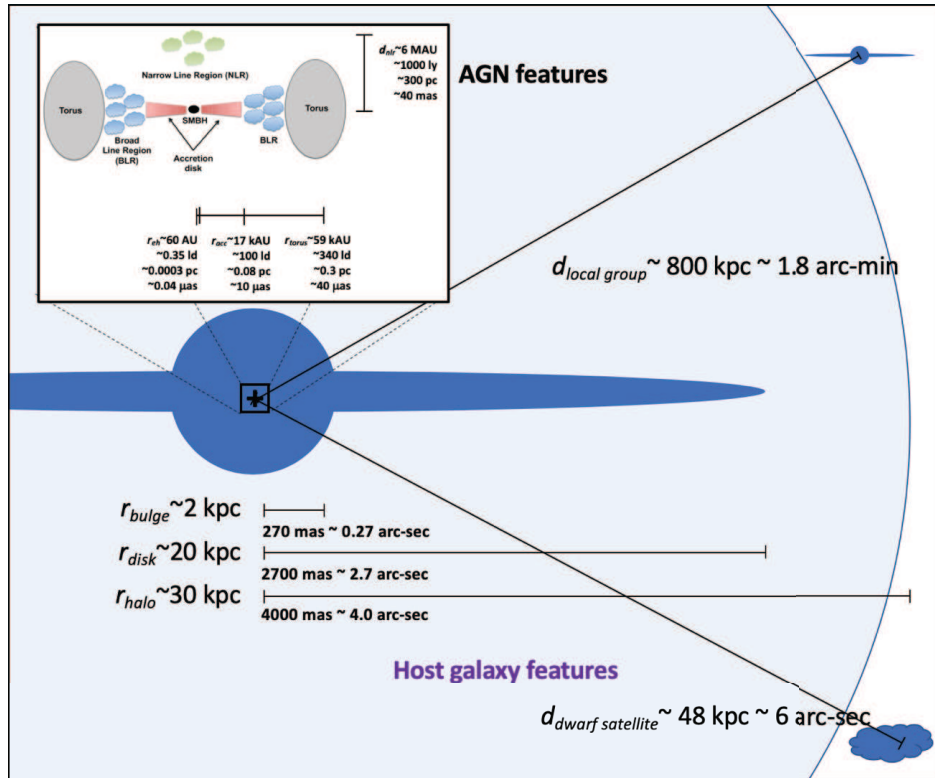 Narrow Line Region (NLR)
d_nlr~6 MAU
~1000 ly
~300 pc
~40 mas
AGN features
Torus
SMBH
Torus
Broad
Line Region
(BLR)
Accretion
disk
BLR
r_eh~60 AU
~0.35 ld
~0.0003 pc
~0.04 μas
r_acc~17 kAU
~100 ld
~0.08 pc
~10 μas
r_torus~59 kAU
~340 ld
~0.3 pc
~40 μas
d_local group~ 800 kpc ~ 1.8 arc-min
r_bulge~2 kpc
270 mas ~ 0.27 arc-sec
r_disk~20 kpc
2700 mas ~ 2.7 arc-sec
r_halo~30 kpc
4000 mas ~ 4.0 arc-sec
Host galaxy features
d_dwarf satellite~ 48 kpc ~ 6 arc-sec